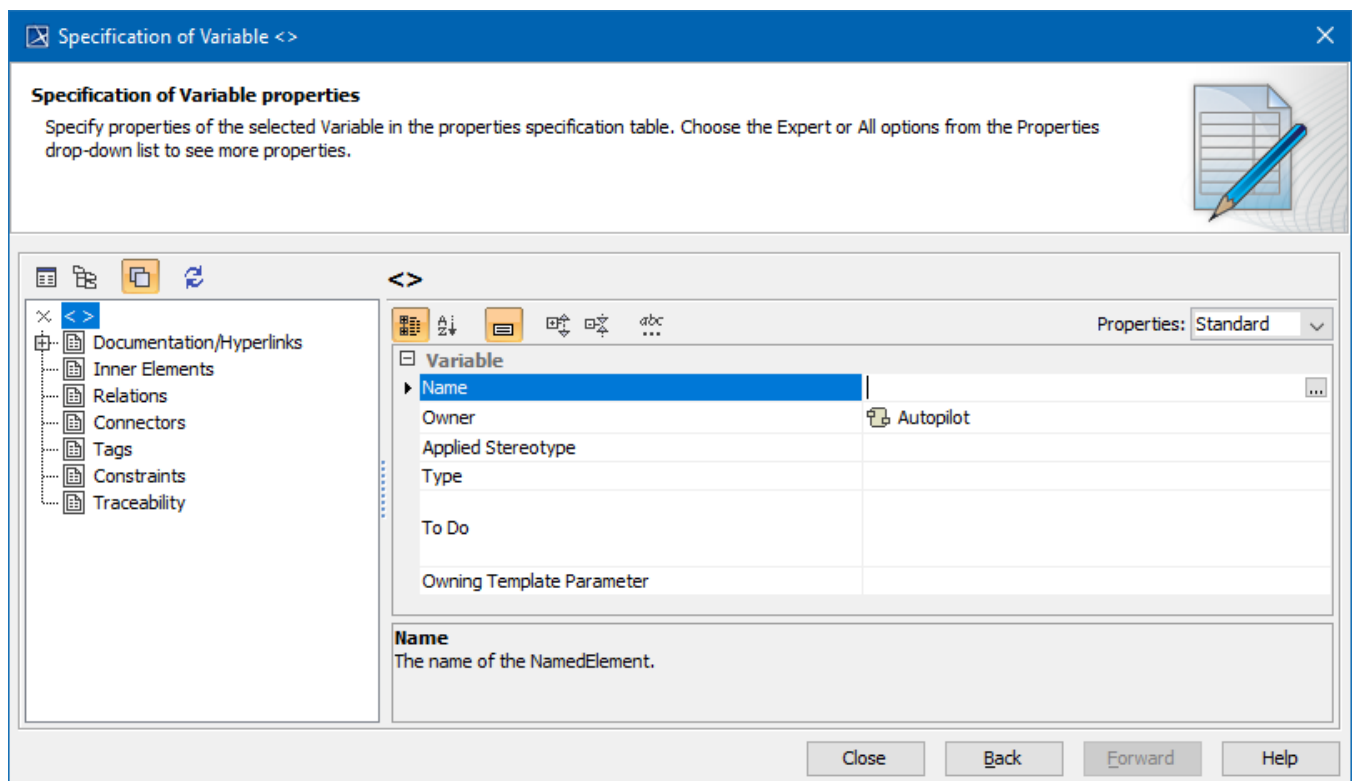 Specification of Variable <>
Specification of Variable properties
Specify properties of the selected Variable in the properties specification table. Choose the Expert or All options from the Properties
drop-down list to see more properties.
<>
< >
Documentation/Hyperlinks
Inner Elements
Relations
Connectors
Tags
Constraints
Traceability
A
Z
abc
...
Properties: Standard
Variable
Name
...
Owner Autopilot
Applied Stereotype
Type
To Do
Owning Template Parameter
Name
The name of the NamedElement.
Close Back Forward Help